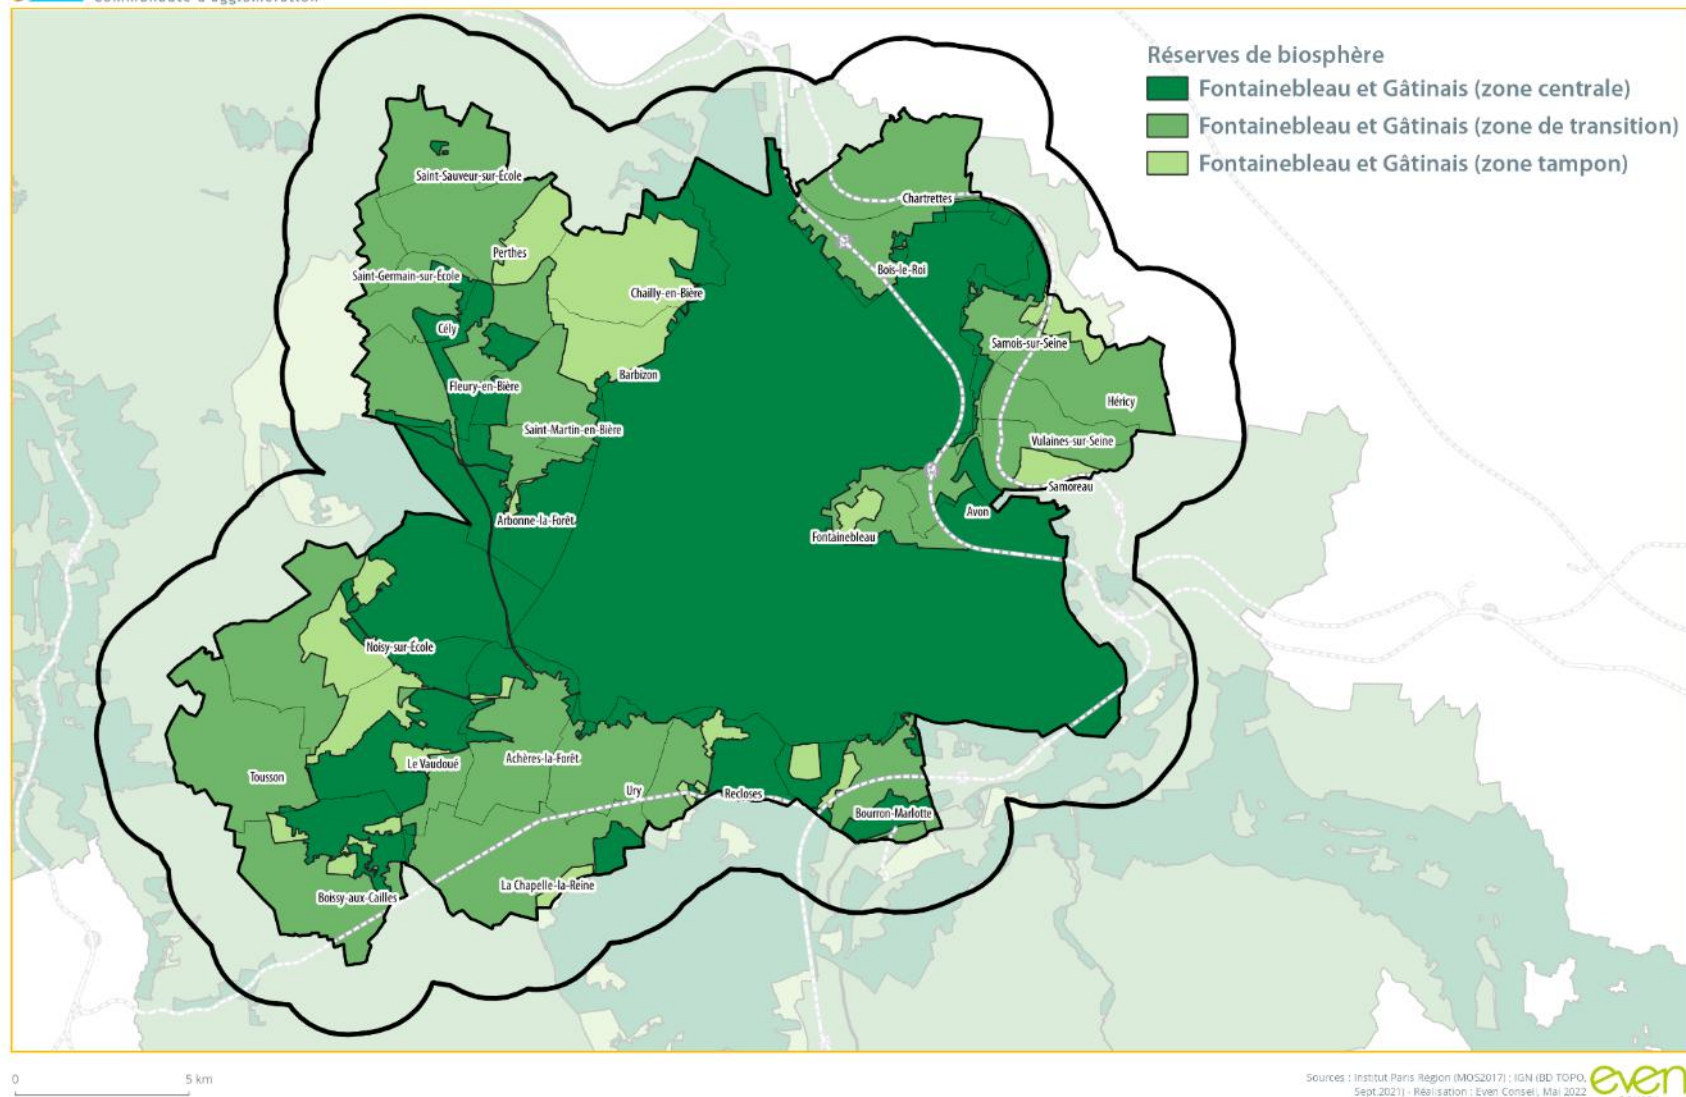 Communauté d'agglomération
Réserves de biosphère
Fontainebleau et Gâtinais (zone centrale)
Fontainebleau et Gâtinais (zone de transition)
Fontainebleau et Gâtinais (zone tampon)
Saint-Sauveur-sur-École
Chartrettes
Perthes
Saint-Germain-sur-École
Bois-le-Roi
Chailly-en-Bière
Cély
Samois-sur-Seine
Barbizon
Fleury-en-Bière
Héricy
Saint-Martin-en-Bière
Vulaines-sur-Seine
Samoreau
Avon
Arbonne-la-Forêt
Fontainebleau
Noisy-sur-École
Achères-la-Forêt
Le Vaudoué
Tousson
Ury
Recloses
Bourron-Marlotte
La Chapelle-la-Reine
Boissy-aux-Cailles
0 5 km
Sources : Institut Paris Région (MOS2017) ; IGN (BD TOPO,
Sept.2021) - Réalisation : Even Conseil, Mai 2022
even